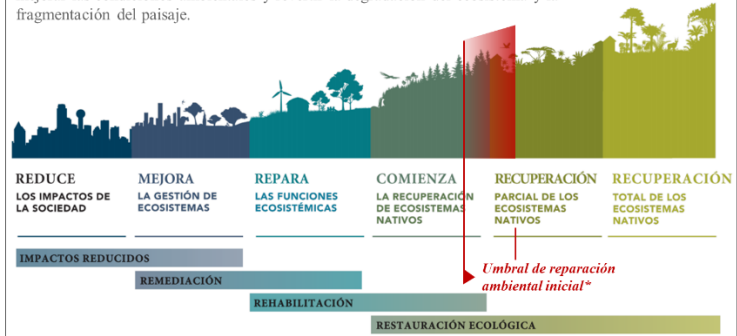 fragmentación del paisaje.
REDUCE
LOS IMPACTOS DE
LA SOCIEDAD
MEJORA
LA GESTIÓN DE
ECOSISTEMAS
REPARA
LAS FUNCIONES
ECOSISTÉMICAS
COMIENZA
LA RECUPERACIÓN
DE ECOSISTEMAS
NATIVOS
RECUPERACIÓN
PARCIAL DE LOS
ECOSISTEMAS
NATIVOS
RECUPERACIÓN
TOTAL DE LOS
ECOSISTEMAS
NATIVOS
IMPACTOS REDUCIDOS
REMEDIACIÓN
REHABILITACIÓN
RESTAURACIÓN ECOLÓGICA
Umbral de reparación
ambiental inicial*